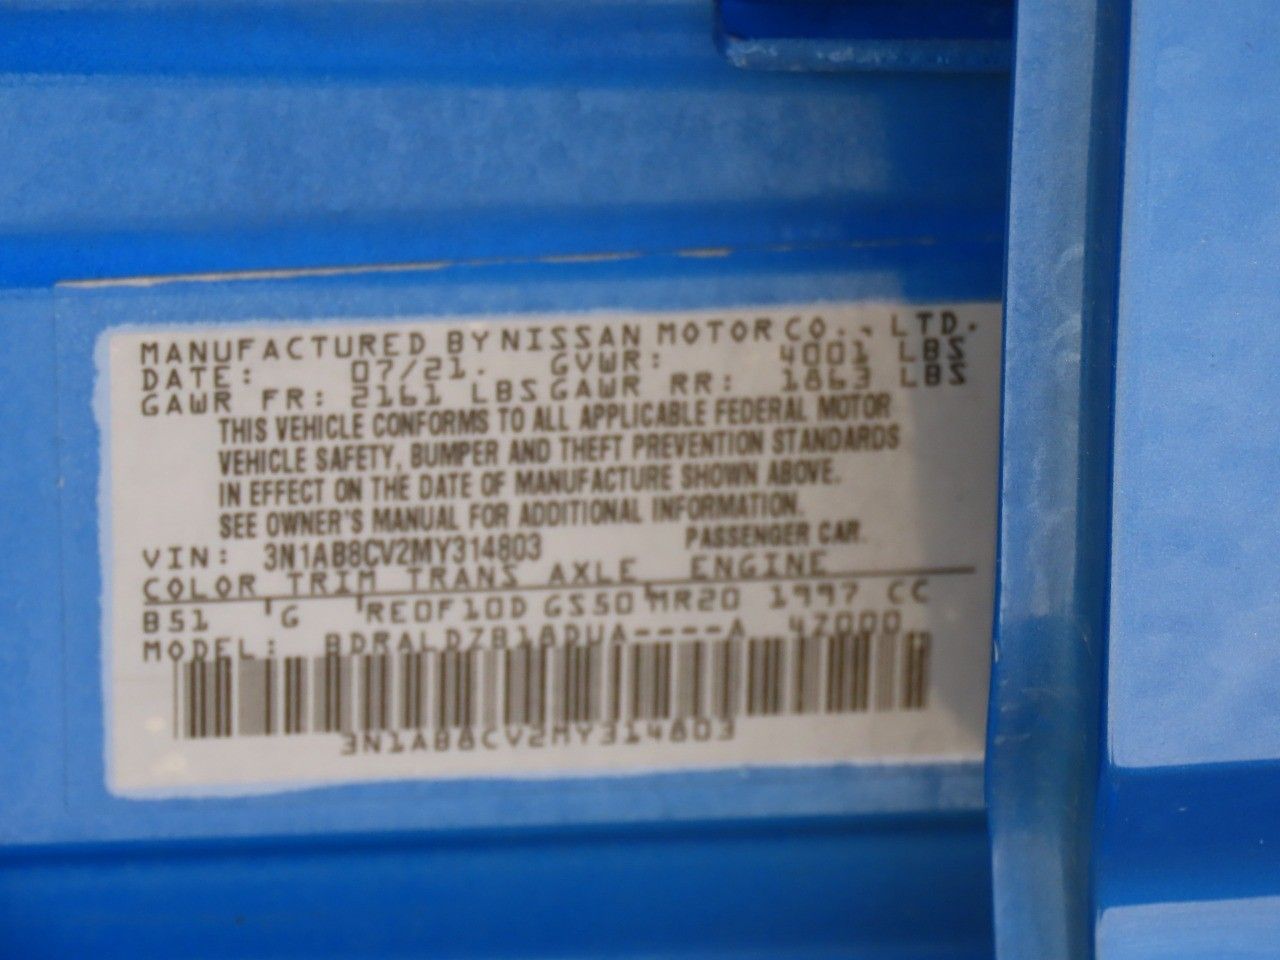 MANUFACTURED BY NISSAN MOTOR CO., LTD.
DATE: 07/21. GVWR: 4001 LBS
GAWR FR: 2161 LBS GAWR RR: 1863 LBS
THIS VEHICLE CONFORMS TO ALL APPLICABLE FEDERAL MOTOR
VEHICLE SAFETY, BUMPER AND THEFT PREVENTION STANDARDS
IN EFFECT ON THE DATE OF MANUFACTURE SHOWN ABOVE.
SEE OWNER'S MANUAL FOR ADDITIONAL INFORMATION.
PASSENGER CAR.
VIN: 3N1AB8CV2MY314803
COLOR TRIM TRANS AXLE ENGINE
B51 G RE0F10D GS50 MR20 1997 CC
MODEL: BDRALDZB18DUA----A 47000.
3N1AB8CV2MY314803